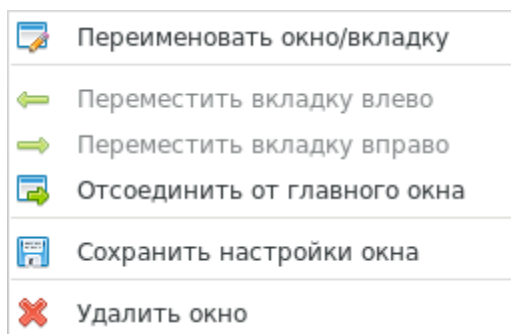 Переименовать окно/вкладку
Переместить вкладку влево
Переместить вкладку вправо
Отсоединить от главного окна
Сохранить настройки окна
Удалить окно